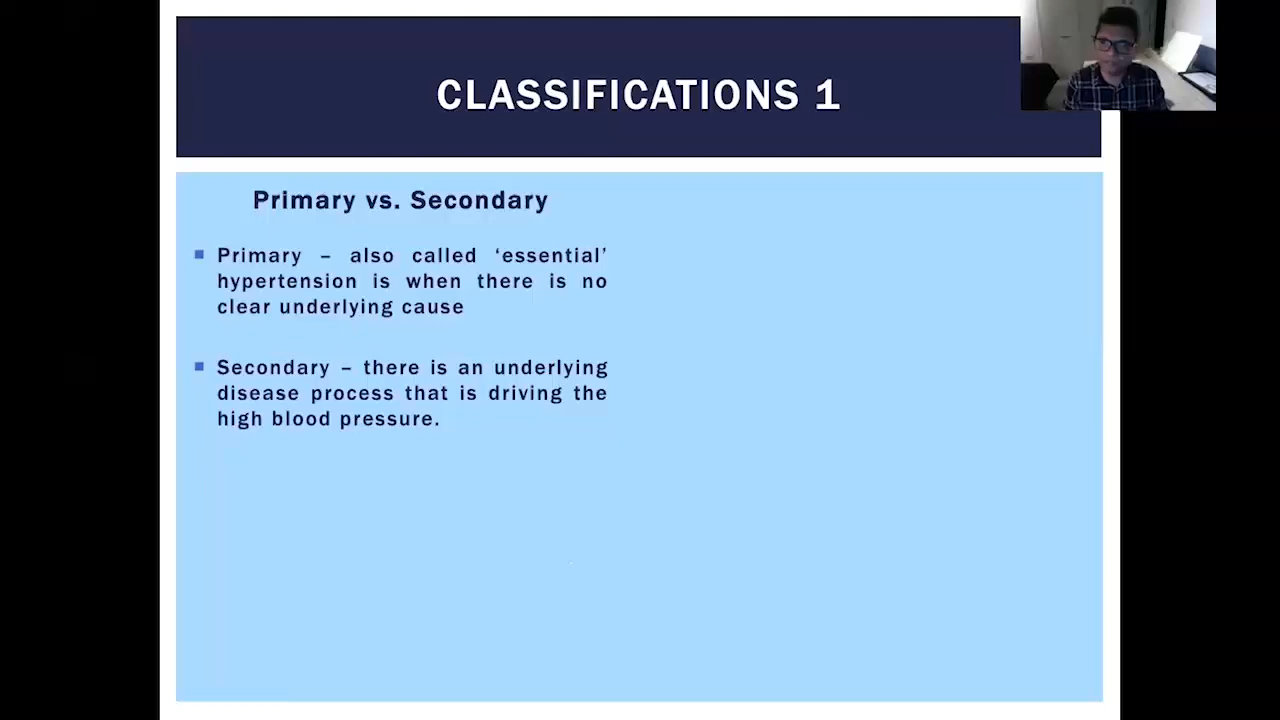 CLASSIFICATIONS 1
Primary vs. Secondary
Primary – also called ‘essential’
hypertension is when there is no
clear underlying cause
Secondary – there is an underlying
disease process that is driving the
high blood pressure.